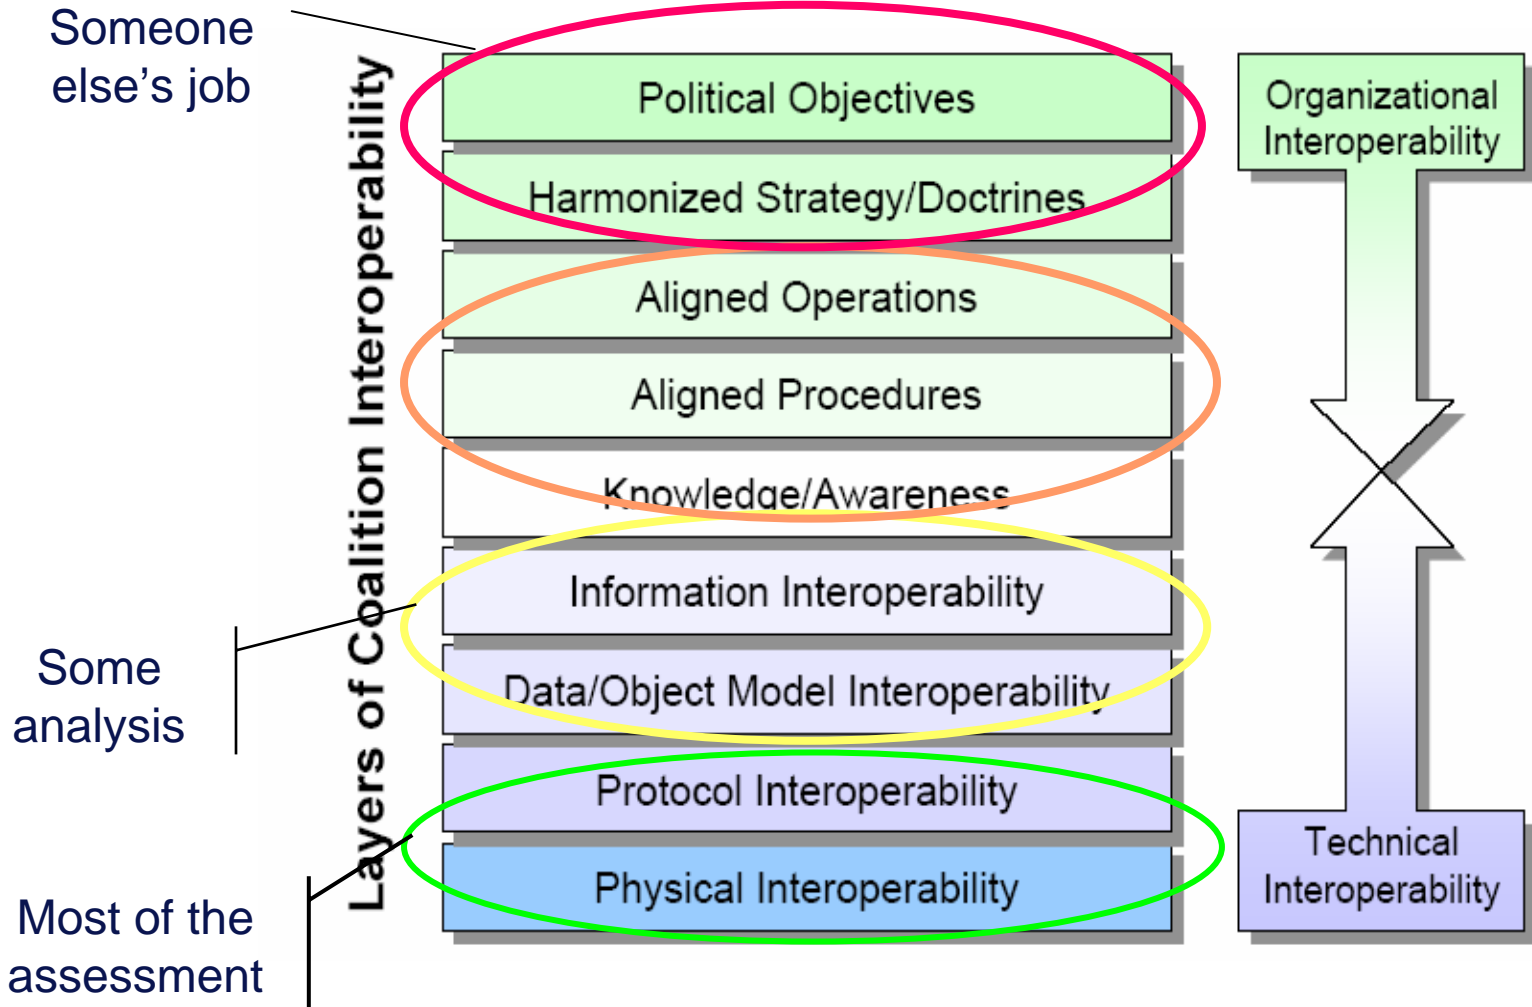 Someone
else's job
Layers of Coalition Interoperability
Political Objectives
Harmonized Strategy/Doctrines
Aligned Operations
Aligned Procedures
Knowledge/Awareness
Information Interoperability
Data/Object Model Interoperability
Protocol Interoperability
Physical Interoperability
Organizational
Interoperability
Technical
Interoperability
Some
analysis
Most of the
assessment